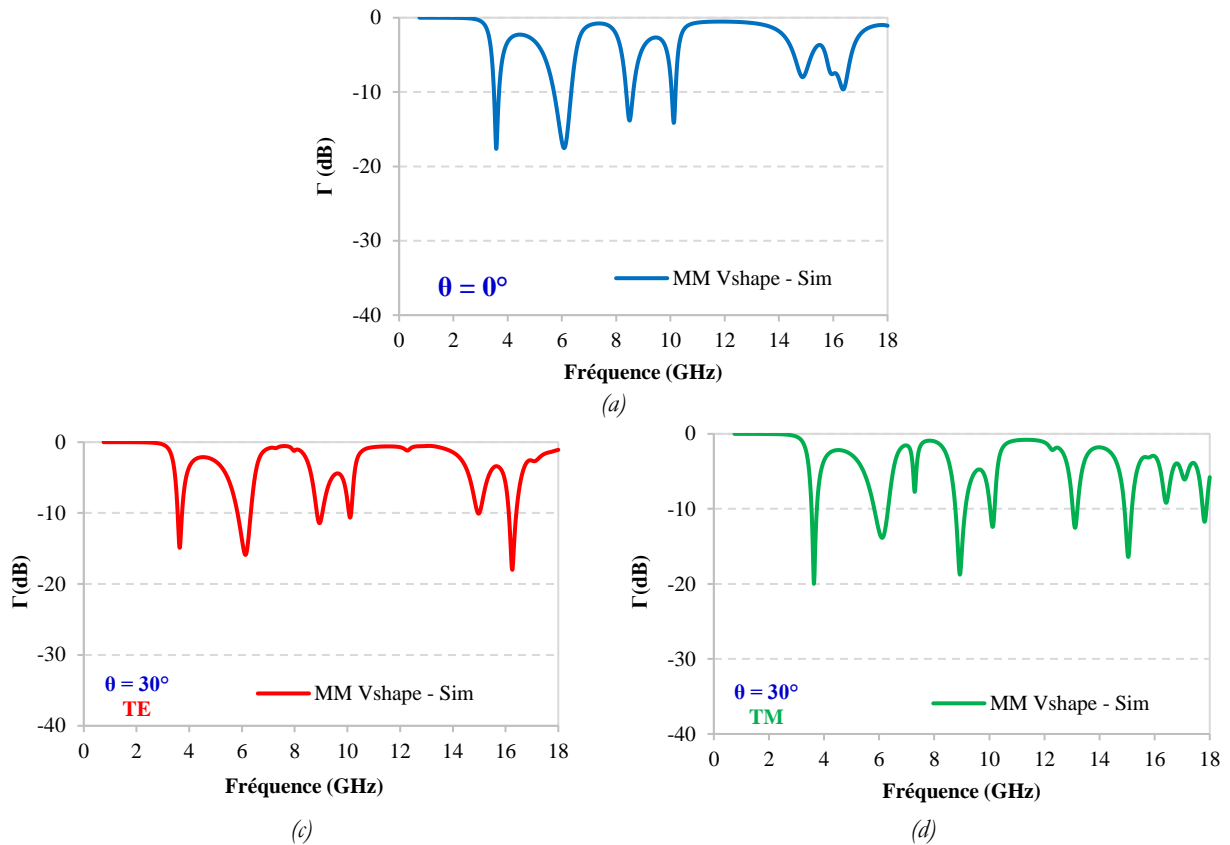 0
-10
-20
-30
-40
Γ (dB)
θ = 0°
MM Vshape - Sim
0 2 4 6 8 10 12 14 16 18
Fréquence (GHz)
(a)
0
-10
-20
-30
-40
Γ(dB)
θ = 30°
TE
MM Vshape - Sim
0 2 4 6 8 10 12 14 16 18
Fréquence (GHz)
(c)
0
-10
-20
-30
-40
Γ(dB)
θ = 30°
TM
MM Vshape - Sim
0 2 4 6 8 10 12 14 16 18
Fréquence (GHz)
(d)